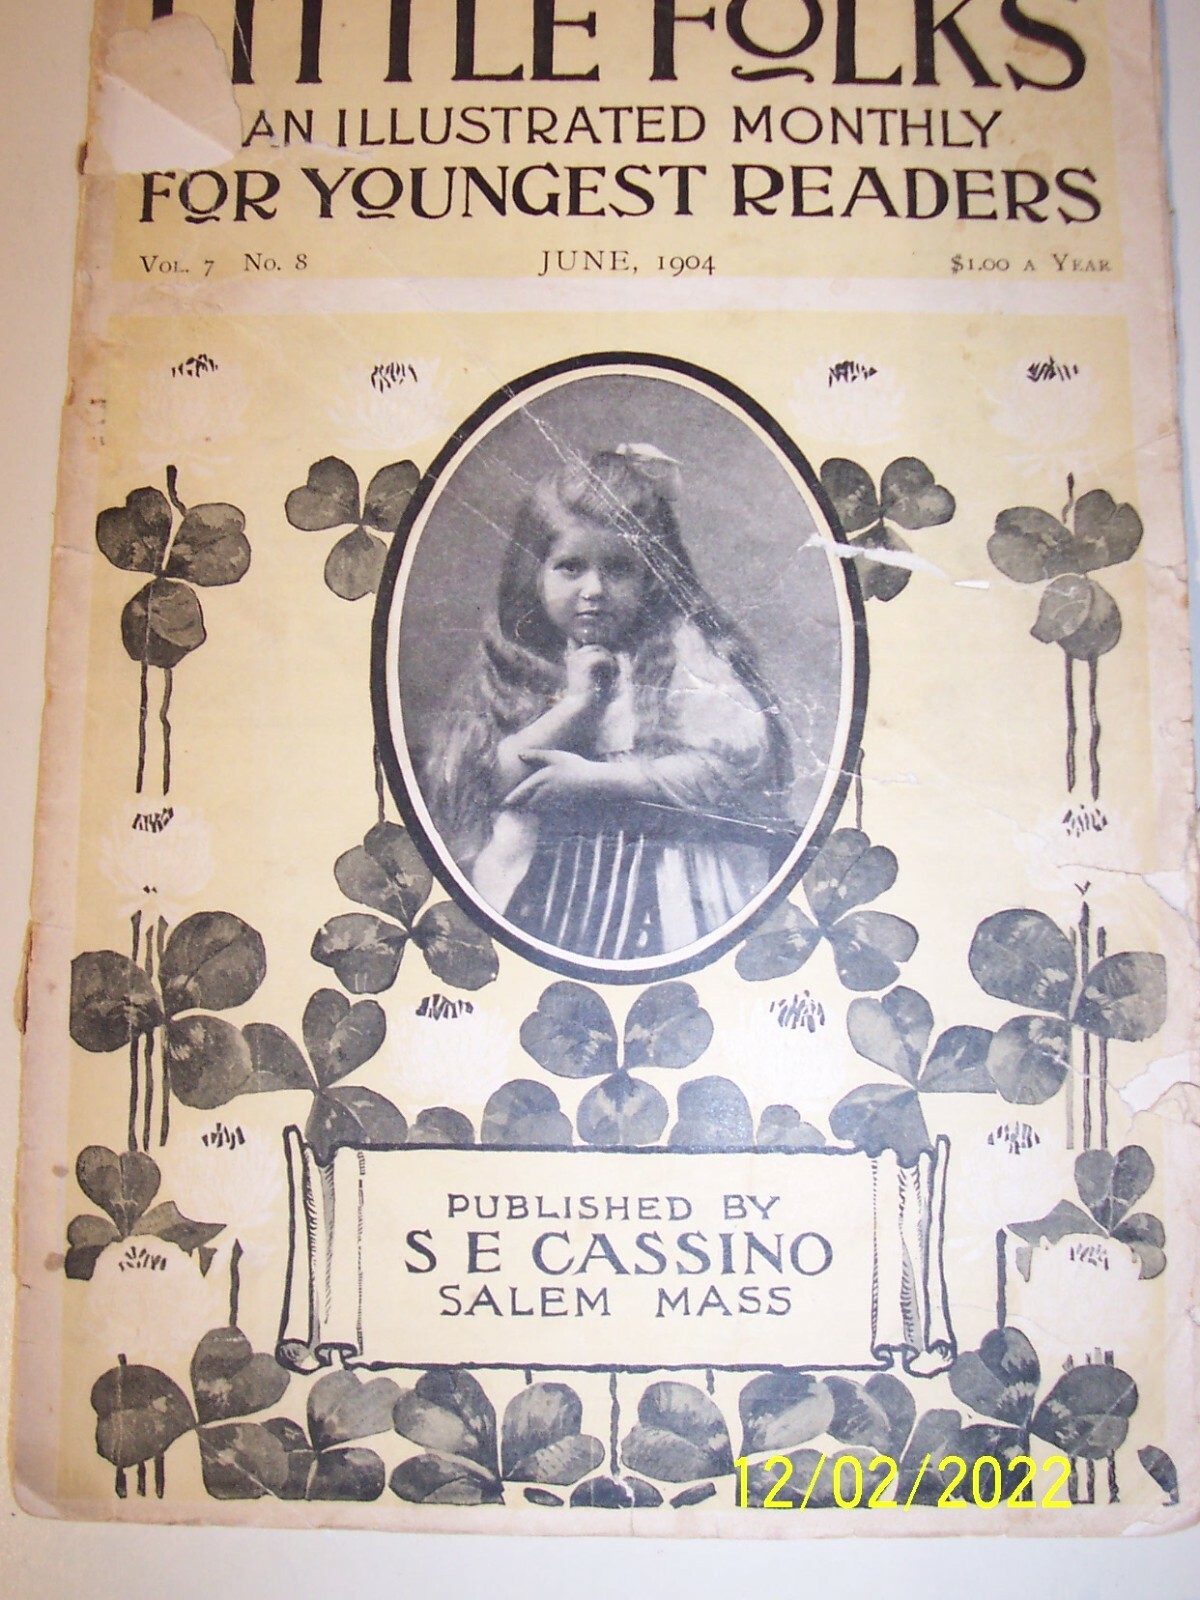 LITTLE FOLKS
AN ILLUSTRATED MONTHLY
FOR YOUNGEST READERS
VOL. 7 NO. 8 JUNE, 1904 $1.00 A YEAR
PUBLISHED BY
S E CASSINO
SALEM MASS
12/02/2022